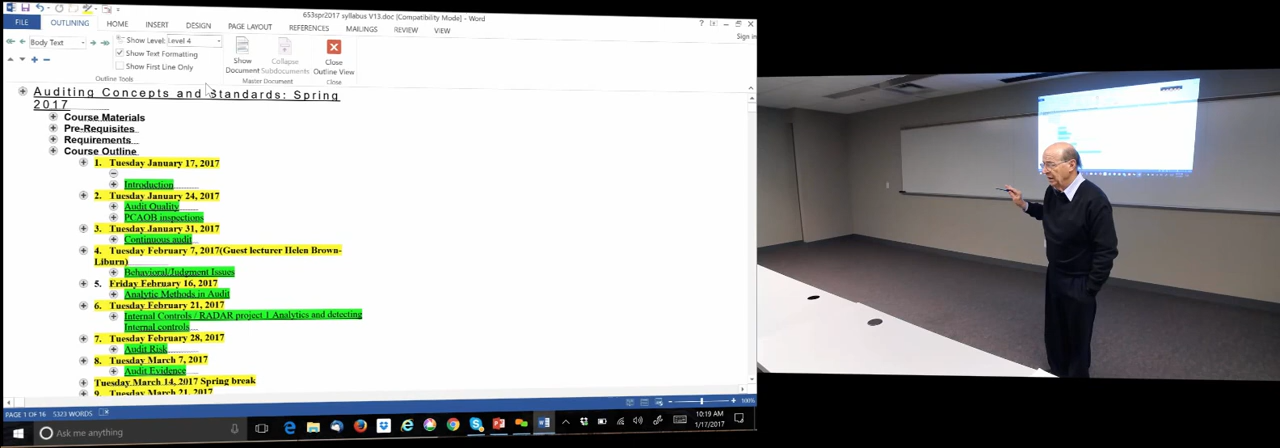 653spr2017 syllabus V13.doc [Compatibility Mode] - Word
FILE OUTLINING HOME INSERT DESIGN PAGE LAYOUT REFERENCES MAILINGS REVIEW VIEW
Sign in
Body Text
Show Level: Level 4
Show Text Formatting
Show First Line Only
Show Document
Collapse Subdocuments
Close Outline View
Outline Tools
Master Document
Close
Auditing Concepts and Standards: Spring
2017
Course Materials
Pre-Requisites
Requirements
Course Outline
1. Tuesday January 17, 2017
Introduction
2. Tuesday January 24, 2017
Audit Quality
PCAOB inspections
3. Tuesday January 31, 2017
Continuous audit
4. Tuesday February 7, 2017(Guest lecturer Helen Brown-
Liburn)
Behavioral/Judgment Issues
5. Friday February 16, 2017
Analytic Methods in Audit
6. Tuesday February 21, 2017
Internal Controls / RADAR project 1 Analytics and detecting
Internal controls
7. Tuesday February 28, 2017
Audit Risk
8. Tuesday March 7, 2017
Audit Evidence
Tuesday March 14, 2017 Spring break
9. Tuesday March 21, 2017
PAGE 1 OF 16 5323 WORDS
100%
Ask me anything
10:19 AM
1/17/2017